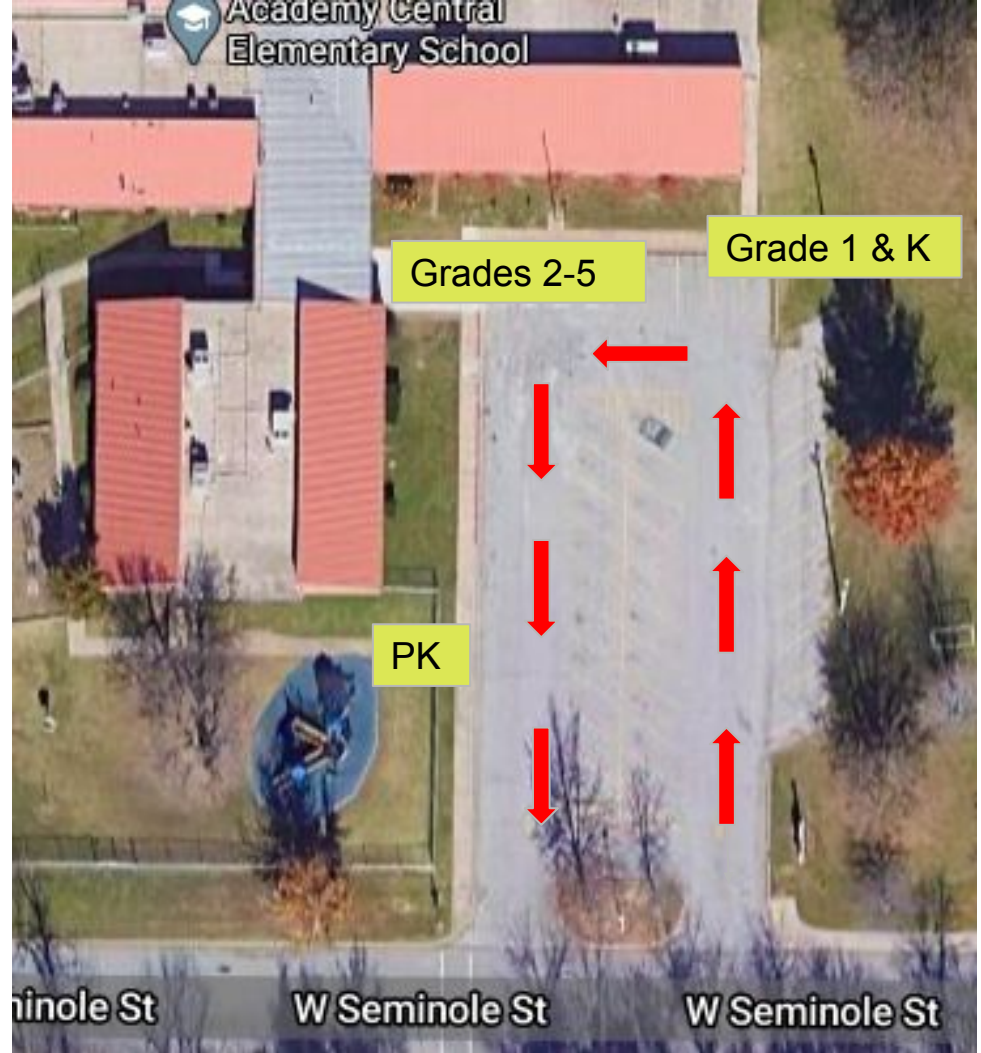 Academy Central
Elementary School
Grade 1 & K
Grades 2-5
PK
W Seminole St
W Seminole St